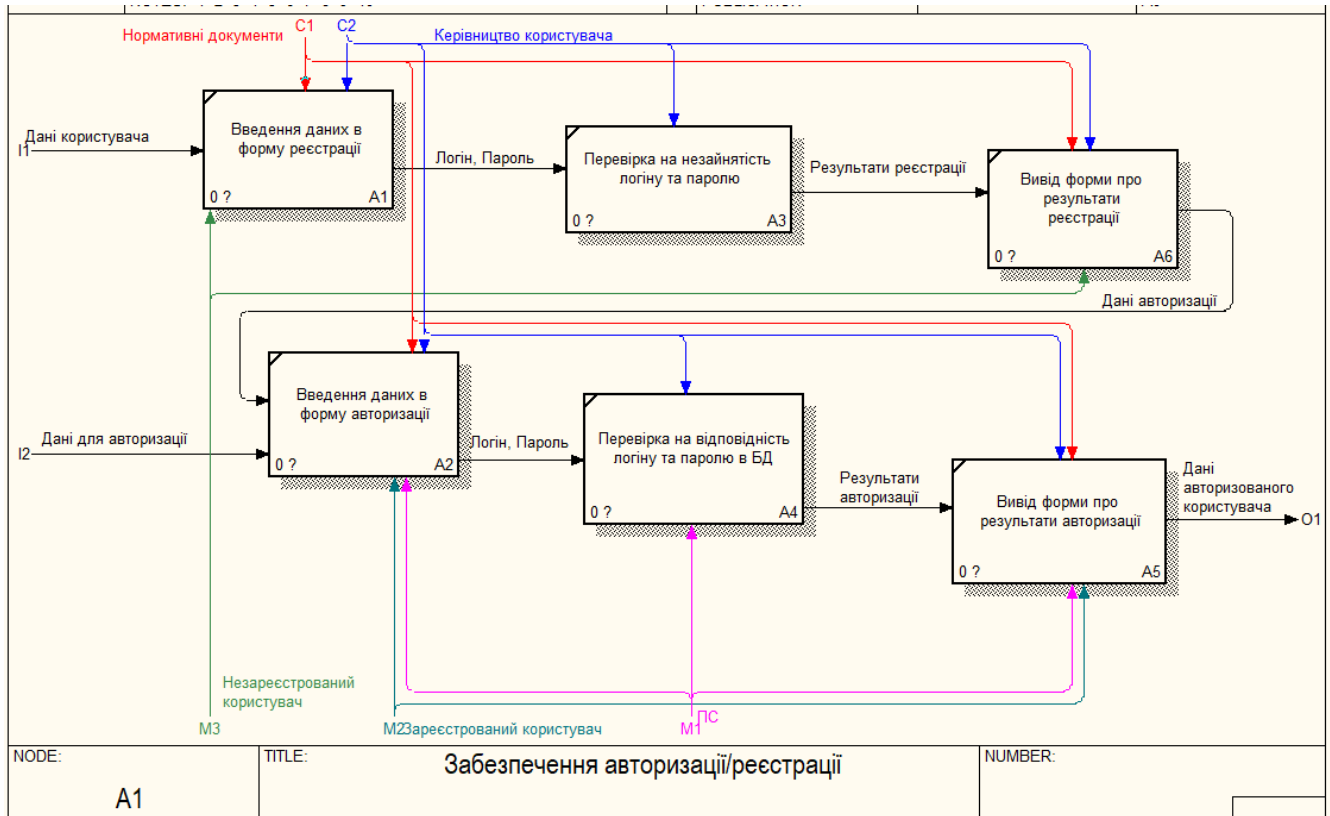 C1
C2
Нормативні документи
Керівництво користувача
Дані користувача
I1
Введення даних в
форму реєстрації
0 ?
A1
Логін, Пароль
Перевірка на незайнятість
логіну та паролю
0 ?
A3
Результати реєстрації
Вивід форми про
результати
реєстрації
0 ?
A6
Дані авторизації
Дані для авторизації
I2
Введення даних в
форму авторизації
0 ?
A2
Логін, Пароль
Перевірка на відповідність
логіну та паролю в БД
0 ?
A4
Результати
авторизації
Вивід форми про
результати авторизації
0 ?
A5
Дані
авторизованого
користувача
O1
Незареєстрований
користувач
M3
M2
Зареєстрований користувач
M1
ПС
NODE:
A1
TITLE:
Забезпечення авторизації/реєстрації
NUMBER: